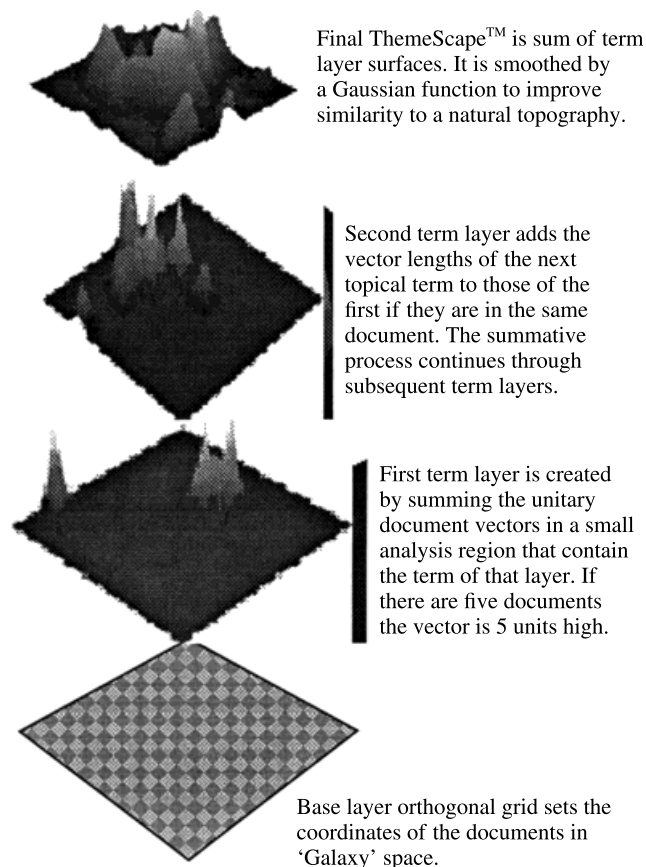 Final ThemeScape™ is sum of term
layer surfaces. It is smoothed by
a Gaussian function to improve
similarity to a natural topography.
Second term layer adds the
vector lengths of the next
topical term to those of the
first if they are in the same
document. The summative
process continues through
subsequent term layers.
First term layer is created
by summing the unitary
document vectors in a small
analysis region that contain
the term of that layer. If
there are five documents
the vector is 5 units high.
Base layer orthogonal grid sets the
coordinates of the documents in
‘Galaxy’ space.